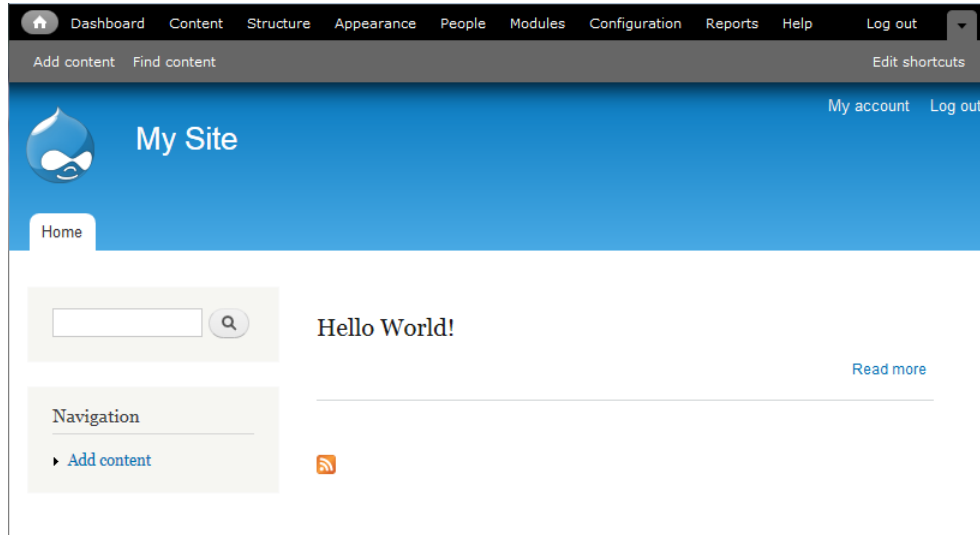 Dashboard Content Structure Appearance People Modules Configuration Reports Help Log out
Add content Find content Edit shortcuts
My account Log out
My Site
Home
Hello World!
Read more
Navigation
Add content